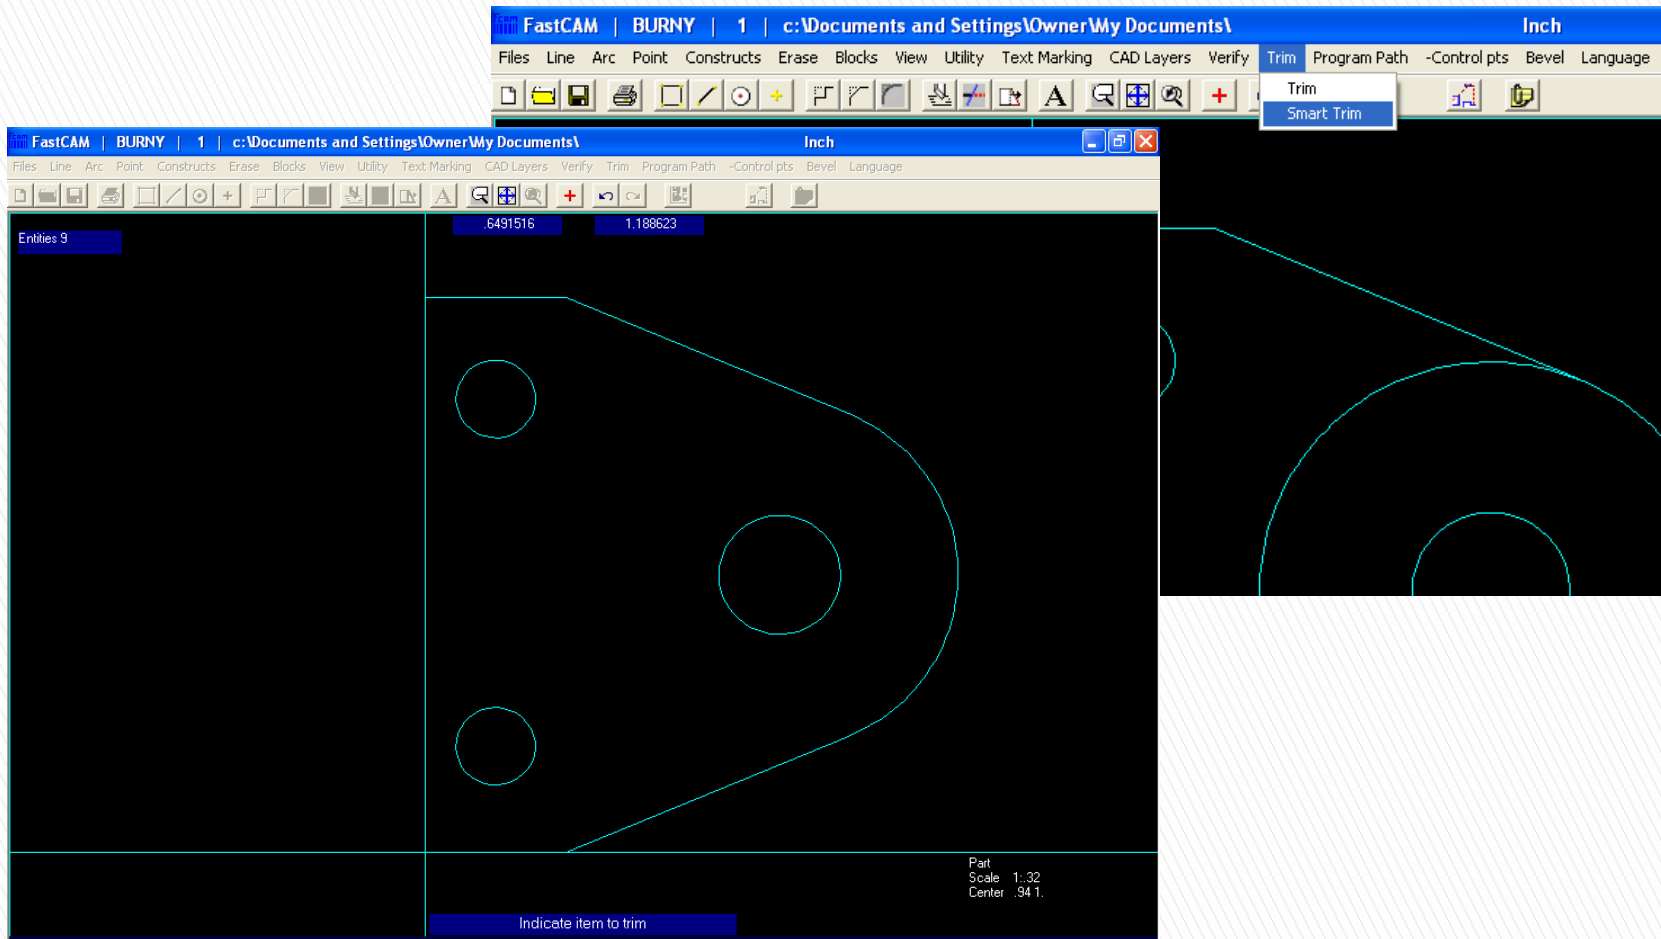 FastCAM | BURNY | 1 | c:\Documents and Settings\Owner\My Documents\ Inch
Files Line Arc Point Constructs Erase Blocks View Utility Text Marking CAD Layers Verify Trim Program Path -Control pts Bevel Language
Trim
Smart Trim
FastCAM | BURNY | 1 | c:\Documents and Settings\Owner\My Documents\ Inch
Files Line Arc Point Constructs Erase Blocks View Utility Text Marking CAD Layers Verify Trim Program Path -Control pts Bevel Language
.6491516 1.188623
Entities 9
Part
Scale 1:.32
Center .94 1.
Indicate item to trim